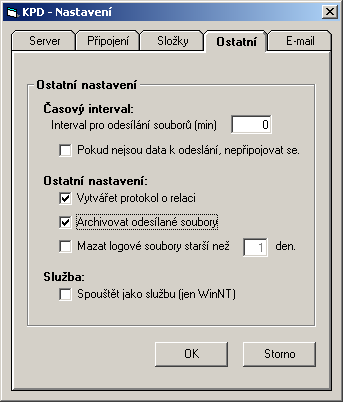 KPD - Nastavení
Server Připojení Složky Ostatní E-mail
Ostatní nastavení
Časový interval:
Interval pro odesílání souborů (min) 0
Pokud nejsou data k odeslání, nepřipojovat se.
Ostatní nastavení:
Vytvářet protokol o relaci
Archivovat odesílané soubory
Mazat logové soubory starší než 1 den.
Služba:
Spouštět jako službu (jen WinNT)
OK Storno